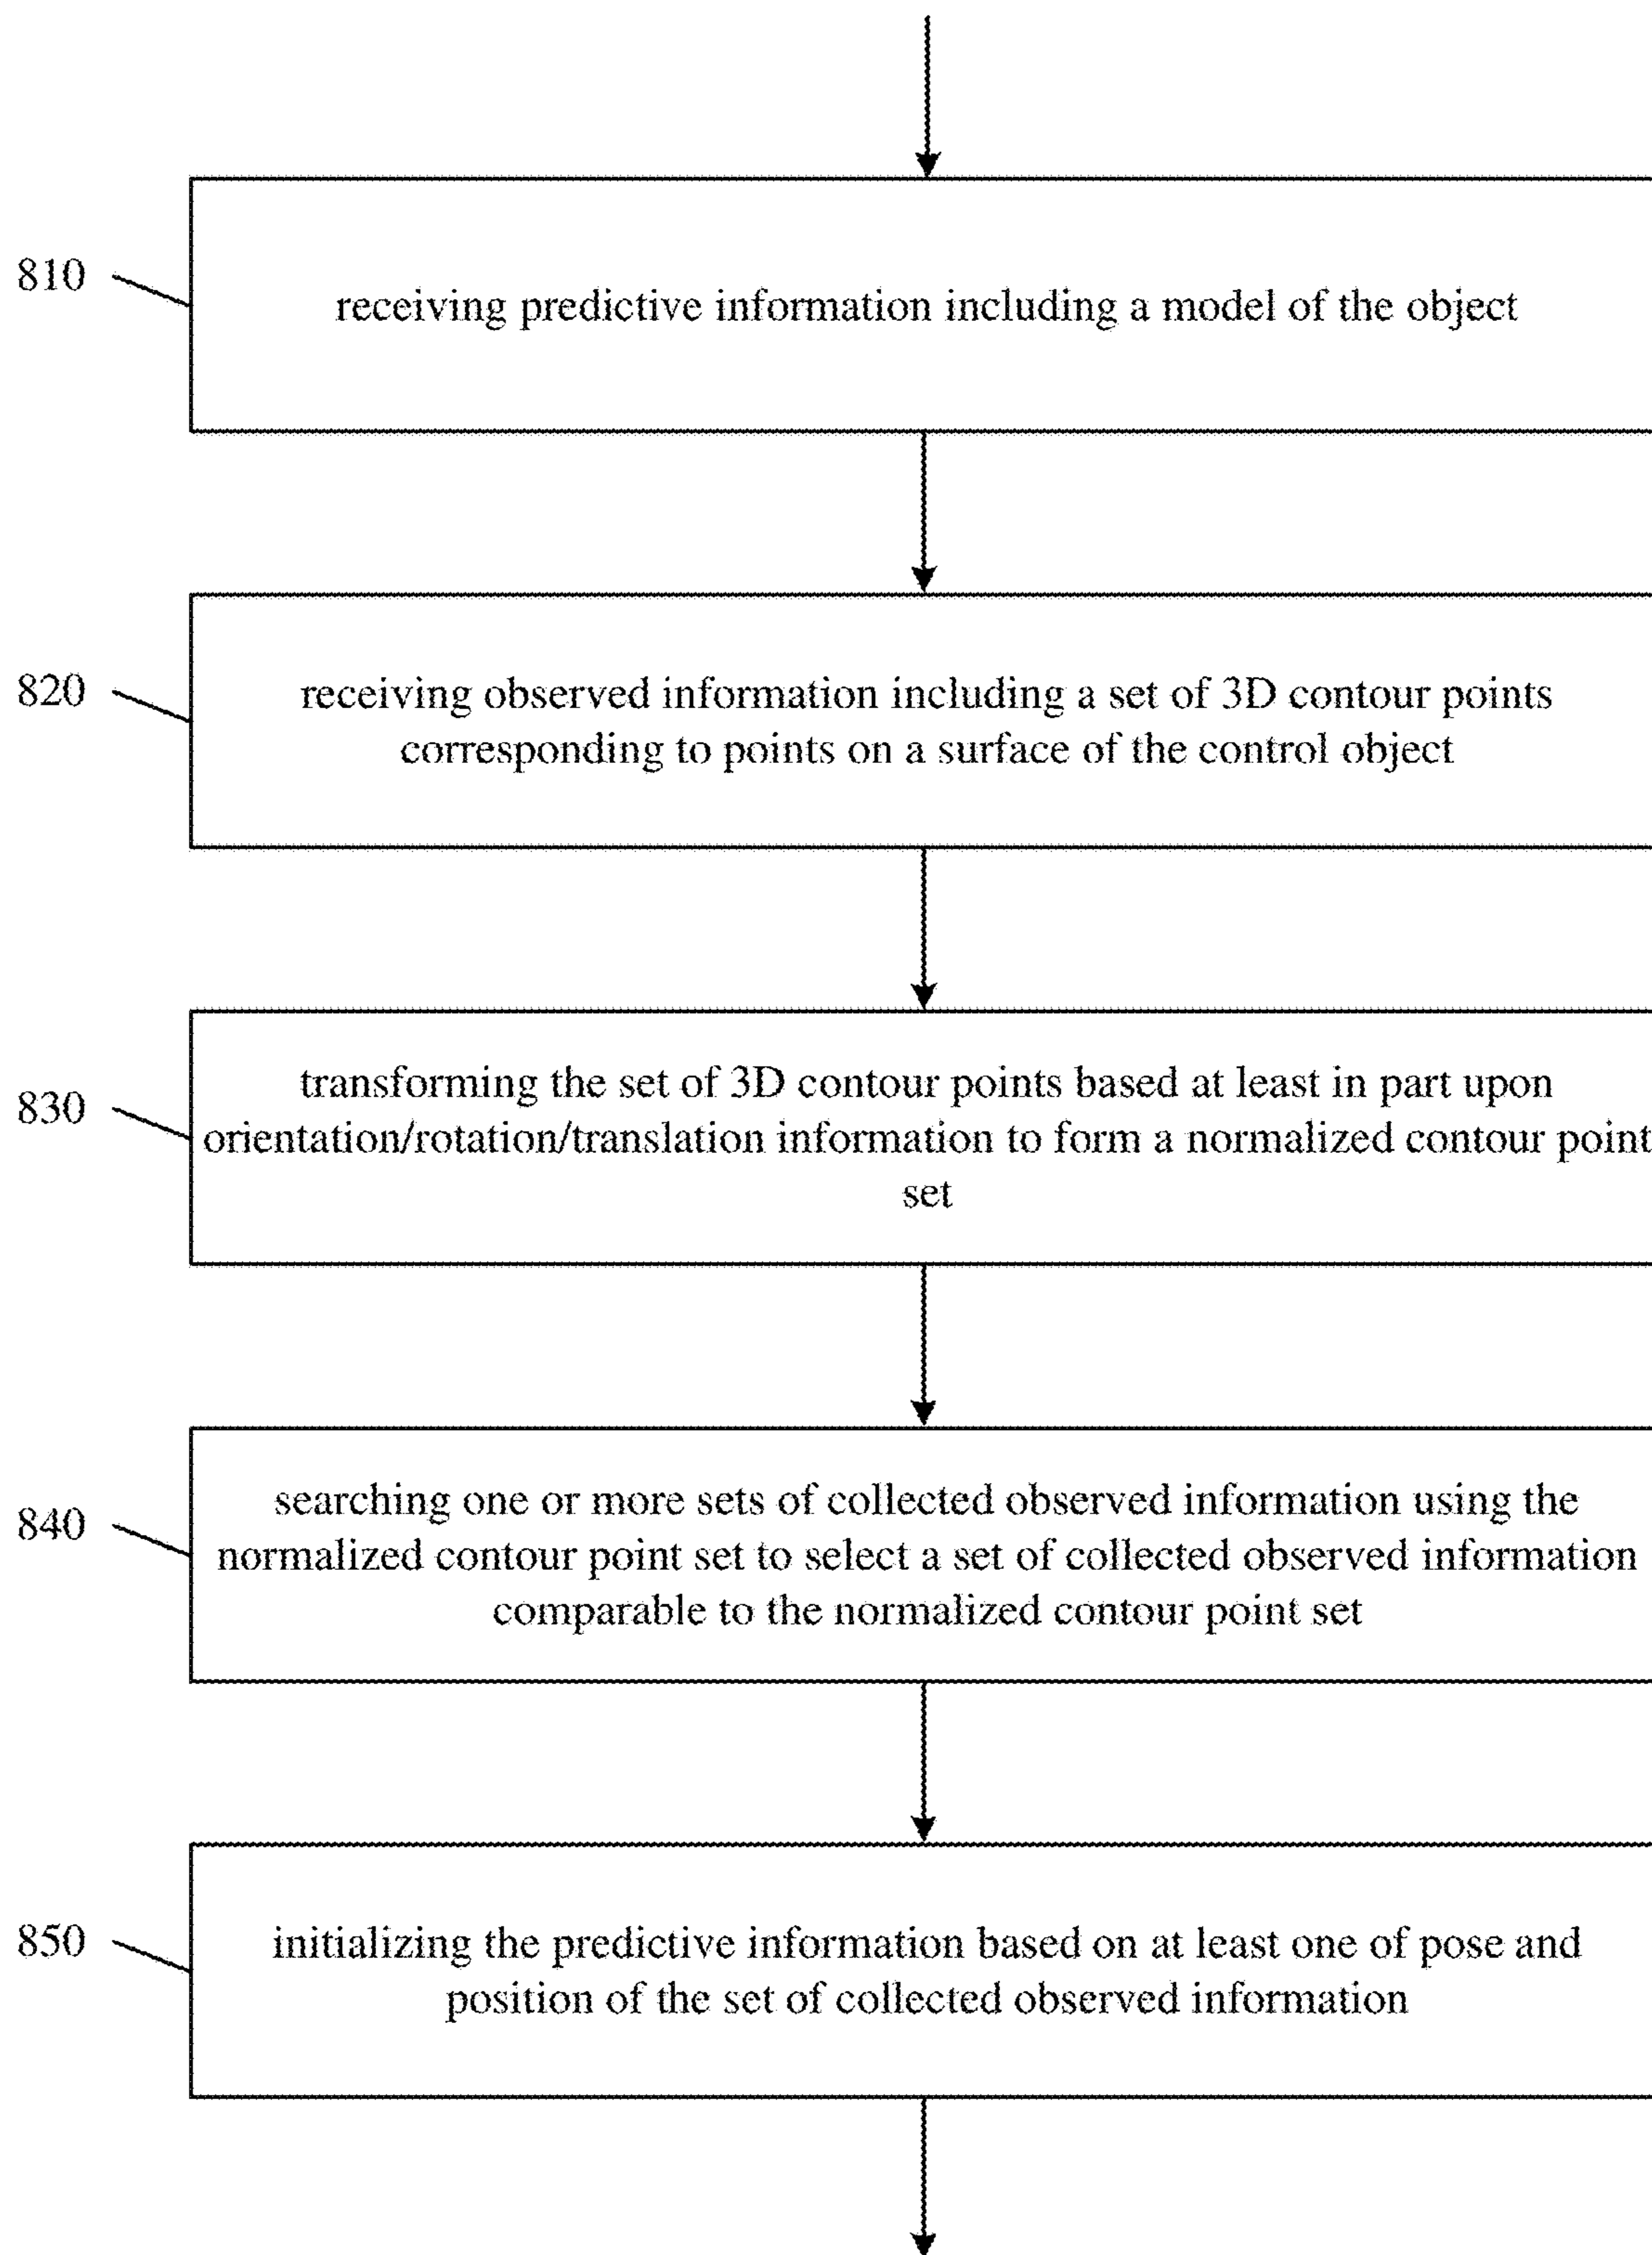 810
receiving predictive information including a model of the object
820
receiving observed information including a set of 3D contour points
corresponding to points on a surface of the control object
830
transforming the set of 3D contour points based at least in part upon
orientation/rotation/translation information to form a normalized contour point
set
840
searching one or more sets of collected observed information using the
normalized contour point set to select a set of collected observed information
comparable to the normalized contour point set
850
initializing the predictive information based on at least one of pose and
position of the set of collected observed information